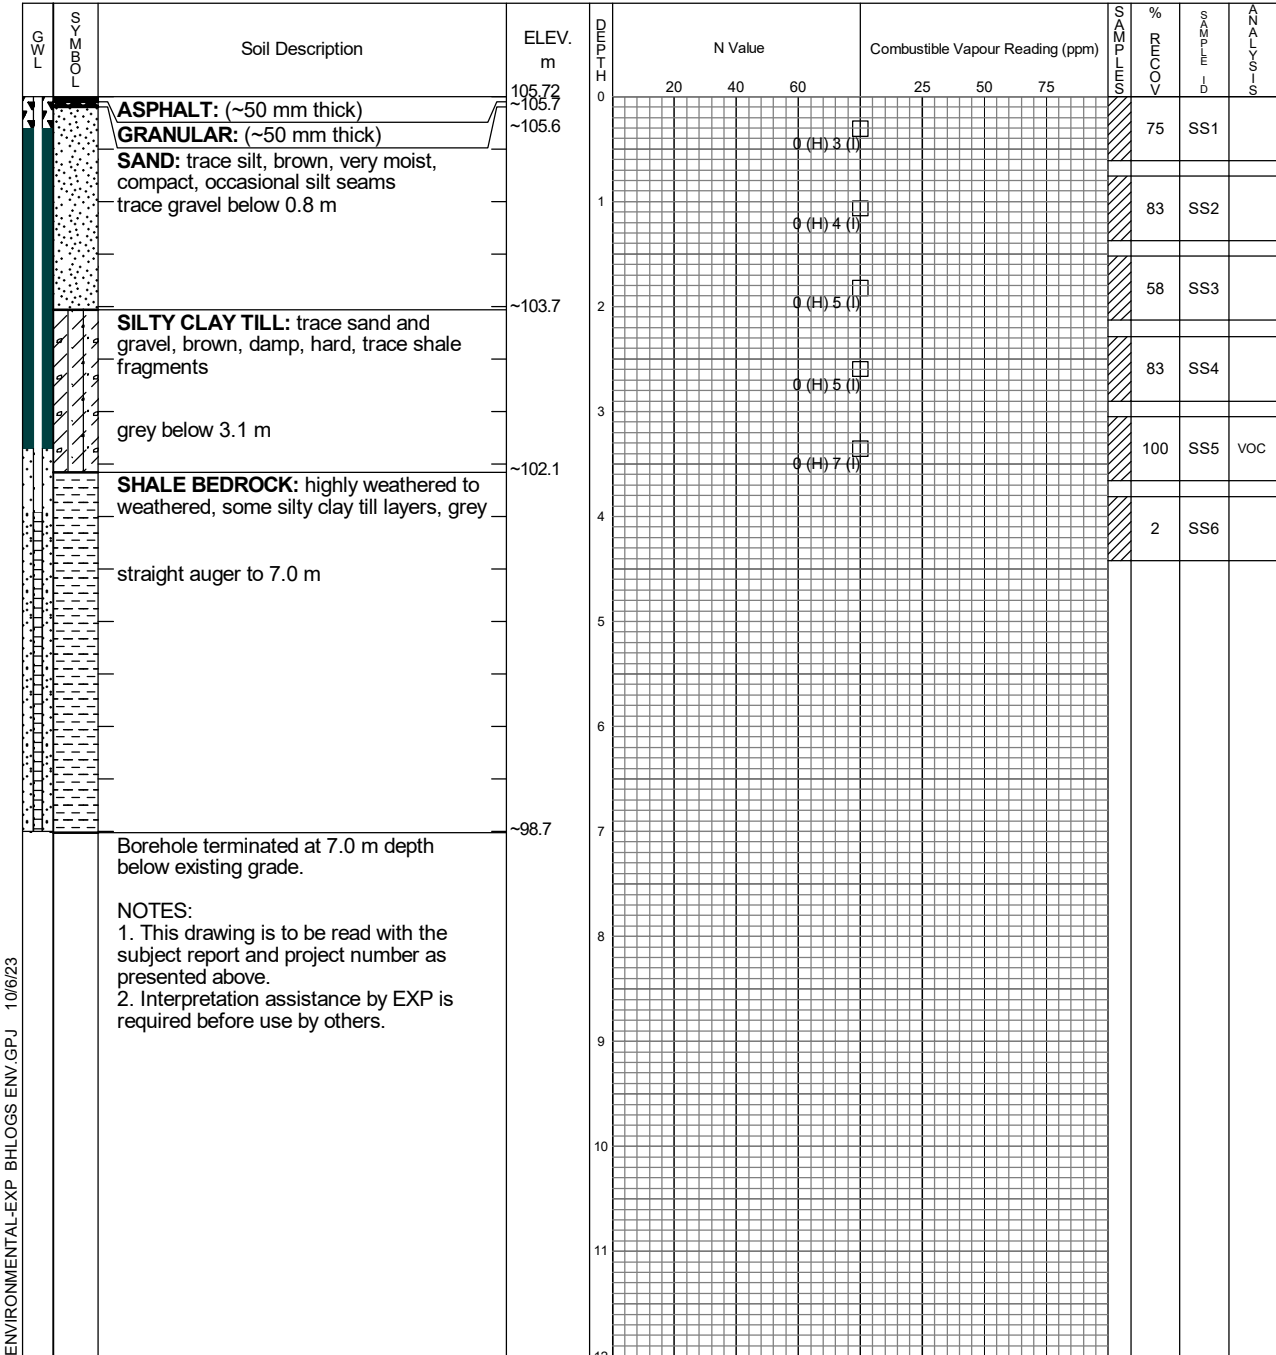 GWL
SYMBOL
Soil Description
ELEV.
m
DEPTH
N Value
Combustible Vapour Reading (ppm)
20 40 60 25 50 75
SAMPLES
% RECOV
SAMPLE ID
ANALYSIS
105.72
0
ASPHALT: (~50 mm thick)
~105.7
GRANULAR: (~50 mm thick)
~105.6
SAND: trace silt, brown, very moist,
compact, occasional silt seams
trace gravel below 0.8 m
0 (H) 3 (I)
75 SS1
1
0 (H) 4 (I)
83 SS2
0 (H) 5 (I)
58 SS3
~103.7
2
SILTY CLAY TILL: trace sand and
gravel, brown, damp, hard, trace shale
fragments
0 (H) 5 (I)
83 SS4
3
grey below 3.1 m
0 (H) 7 (I)
100 SS5 VOC
~102.1
SHALE BEDROCK: highly weathered to
weathered, some silty clay till layers, grey
4
2 SS6
straight auger to 7.0 m
5
6
~98.7
7
Borehole terminated at 7.0 m depth
below existing grade.
8
NOTES:
1. This drawing is to be read with the
subject report and project number as
presented above.
2. Interpretation assistance by EXP is
required before use by others.
9
10
11
ENVIRONMENTAL-EXP BHLOGS ENV.GPJ 10/6/23